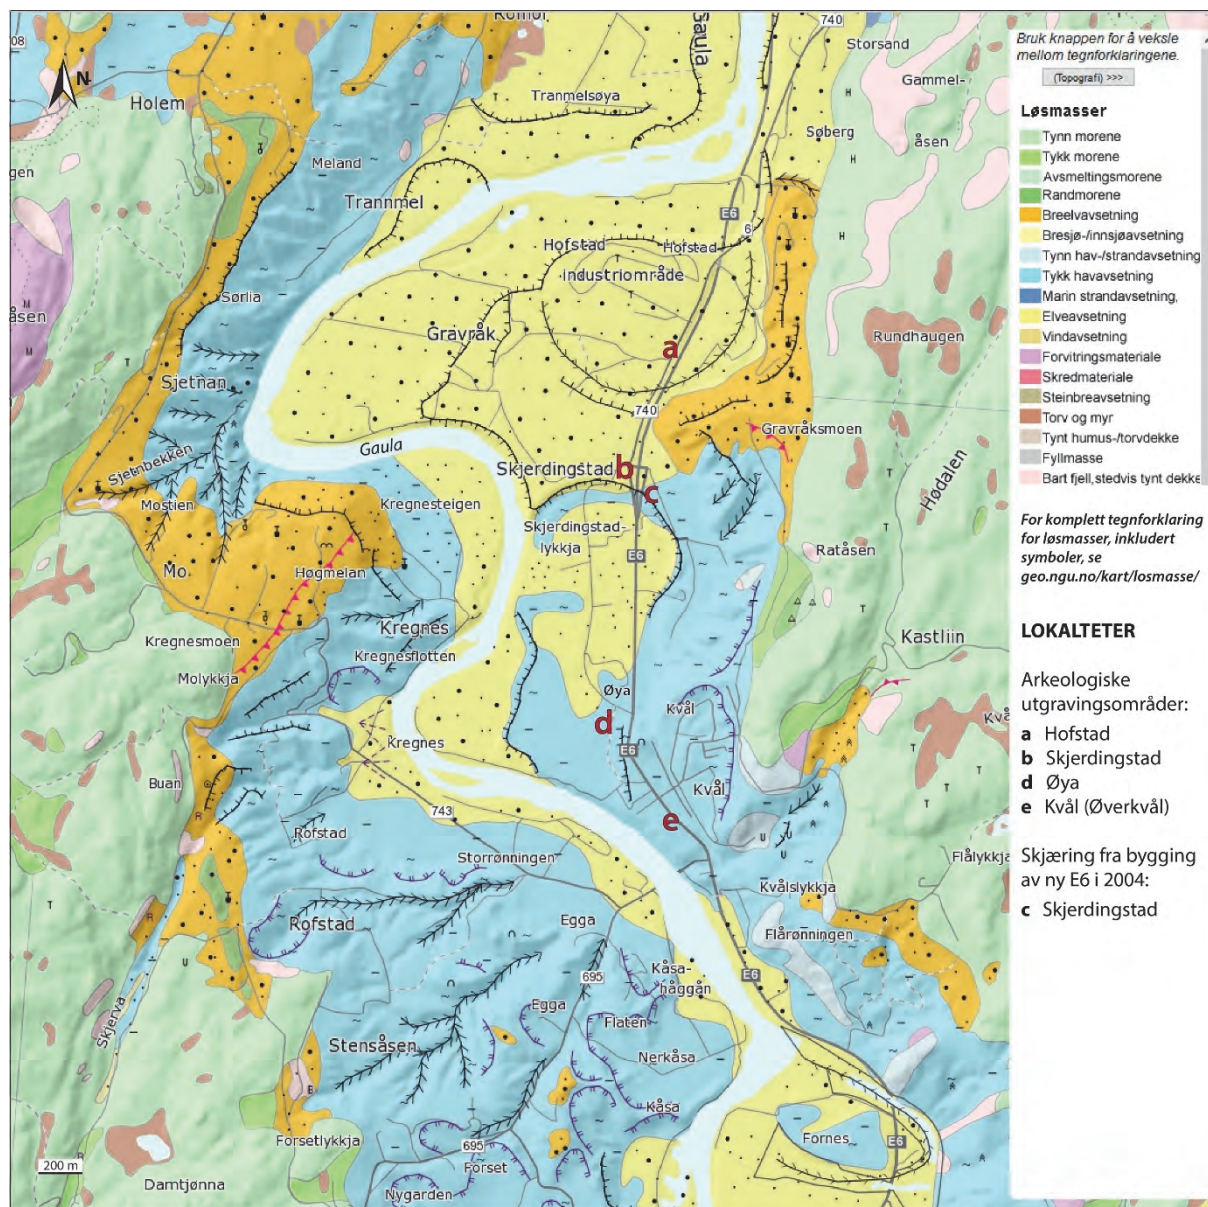 Komol
Gaula
740
Storsand
08
N
Holem
Gammel-
åsen
Tranmelsøya
Søberg
Meland
gen
Trannmel
E6
6
Hofstad
Hofstad
Industriområde
Sørlia
åsen
Gravråk
a
Rundhaugen
Sjetnan
740
Gravråksmoen
Gaula
Sjetnbekken
Skjerdingstad
b
c
Hødalen
Mostien
Kregnesteigen
Skjerdingstad-
lykkja
E6
Ratåsen
Mo
Høgmelan
Kregnes
Kastliin
Kregnesmoen
Kregnesflotten
Molykkja
Øya
Kvål
d
Kvå
Kregnes
E6
Buan
Kvål
743
e
Rofstad
Storrønningen
Flålykkja
Kvålslykkja
Rofstad
Egga
Flårønningen
695
Kåsa-
håggån
E6
Egga
Flaten
Skjerva
Stensåsen
Nerkåsa
Kåsa
Forsetlykkja
695
Fornes
E6
200 m
Forset
Damtjønna
Nygarden
Bruk knappen for å veksle
mellom tegnforklaringene.
(Topografi) >>>
Løsmasser
Tynn morene
Tykk morene
Avsmeltingsmorene
Randmorene
Breelvavsetning
Bresjø-/innsjøavsetning
Tynn hav-/strandavsetning
Tykk havavsetning
Marin strandavsetning,
Elveavsetning
Vindavsetning
Forvitringsmateriale
Skredmateriale
Steinbreavsetning
Torv og myr
Tynt humus-/torvdekke
Fyllmasse
Bart fjell,stedvis tynt dekke
For komplett tegnforklaring
for løsmasser, inkludert
symboler, se
geo.ngu.no/kart/losmasse/
LOKALTETER
Arkeologiske
utgravingsområder:
a Hofstad
b Skjerdingstad
d Øya
e Kvål (Øverkvål)
Skjæring fra bygging
av ny E6 i 2004:
c Skjerdingstad